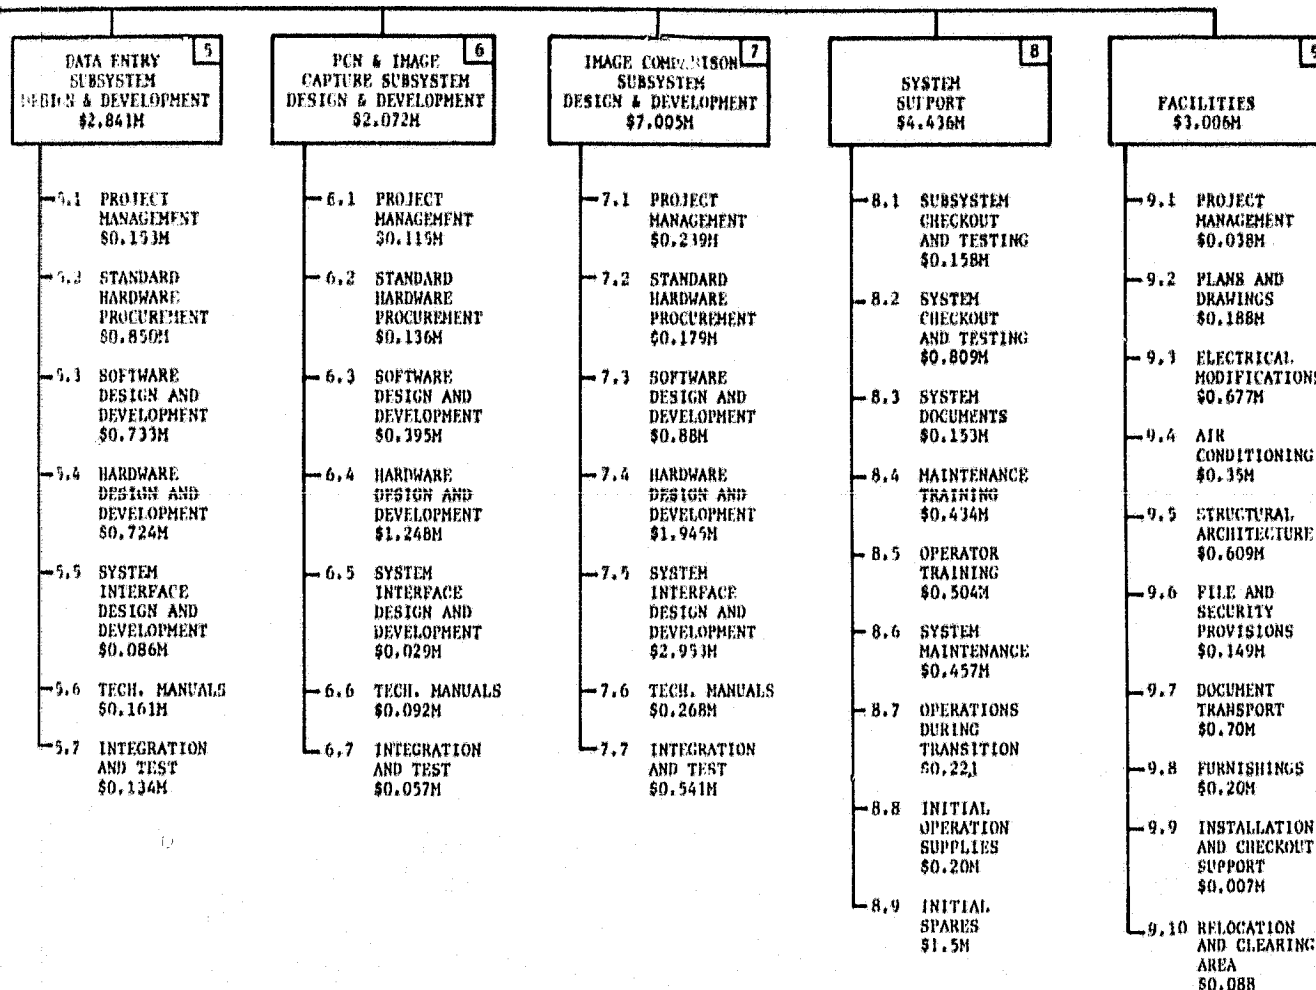 5
DATA ENTRY
SUBSYSTEM
DESIGN & DEVELOPMENT
$2.841M
5.1 PROJECT
MANAGEMENT
$0.153M
5.2 STANDARD
HARDWARE
PROCUREMENT
$0.850M
5.3 SOFTWARE
DESIGN AND
DEVELOPMENT
$0.733M
5.4 HARDWARE
DESIGN AND
DEVELOPMENT
$0.724M
5.5 SYSTEM
INTERFACE
DESIGN AND
DEVELOPMENT
$0.086M
5.6 TECH. MANUALS
$0.161M
5.7 INTEGRATION
AND TEST
$0.134M
6
PCN & IMAGE
CAPTURE SUBSYSTEM
DESIGN & DEVELOPMENT
$2.072M
6.1 PROJECT
MANAGEMENT
$0.115M
6.2 STANDARD
HARDWARE
PROCUREMENT
$0.136M
6.3 SOFTWARE
DESIGN AND
DEVELOPMENT
$0.395M
6.4 HARDWARE
DESIGN AND
DEVELOPMENT
$1.248M
6.5 SYSTEM
INTERFACE
DESIGN AND
DEVELOPMENT
$0.029M
6.6 TECH. MANUALS
$0.092M
6.7 INTEGRATION
AND TEST
$0.057M
7
IMAGE COMPARISON
SUBSYSTEM
DESIGN & DEVELOPMENT
$7.005M
7.1 PROJECT
MANAGEMENT
$0.239M
7.2 STANDARD
HARDWARE
PROCUREMENT
$0.179M
7.3 SOFTWARE
DESIGN AND
DEVELOPMENT
$0.88M
7.4 HARDWARE
DESIGN AND
DEVELOPMENT
$1.945M
7.5 SYSTEM
INTERFACE
DESIGN AND
DEVELOPMENT
$2.953M
7.6 TECH. MANUALS
$0.268M
7.7 INTEGRATION
AND TEST
$0.541M
8
SYSTEM
SUPPORT
$4.436M
8.1 SUBSYSTEM
CHECKOUT
AND TESTING
$0.158M
8.2 SYSTEM
CHECKOUT
AND TESTING
$0.809M
8.3 SYSTEM
DOCUMENTS
$0.153M
8.4 MAINTENANCE
TRAINING
$0.434M
8.5 OPERATOR
TRAINING
$0.504M
8.6 SYSTEM
MAINTENANCE
$0.457M
8.7 OPERATIONS
DURING
TRANSITION
$0.221
8.8 INITIAL
OPERATION
SUPPLIES
$0.20M
8.9 INITIAL
SPARES
$1.5M
9
FACILITIES
$3.006M
9.1 PROJECT
MANAGEMENT
$0.038M
9.2 PLANS AND
DRAWINGS
$0.188M
9.3 ELECTRICAL
MODIFICATIONS
$0.677M
9.4 AIR
CONDITIONING
$0.35M
9.5 STRUCTURAL
ARCHITECTURE
$0.609M
9.6 FILE AND
SECURITY
PROVISIONS
$0.149M
9.7 DOCUMENT
TRANSPORT
$0.70M
9.8 FURNISHINGS
$0.20M
9.9 INSTALLATION
AND CHECKOUT
SUPPORT
$0.007M
9.10 RELOCATION
AND CLEARING
AREA
$0.088